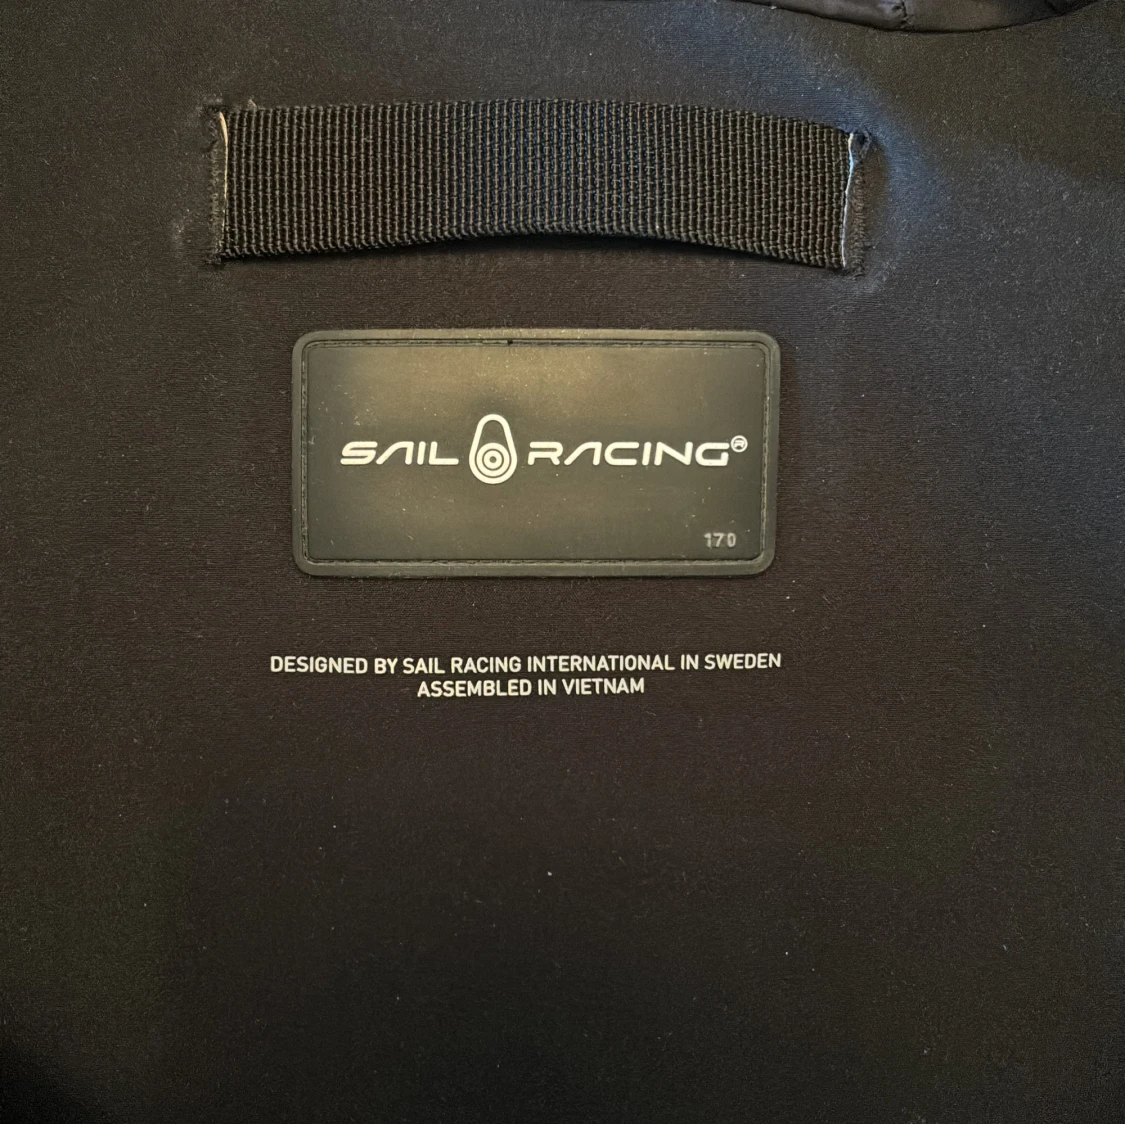 SAIL RACING®
170
DESIGNED BY SAIL RACING INTERNATIONAL IN SWEDEN
ASSEMBLED IN VIETNAM